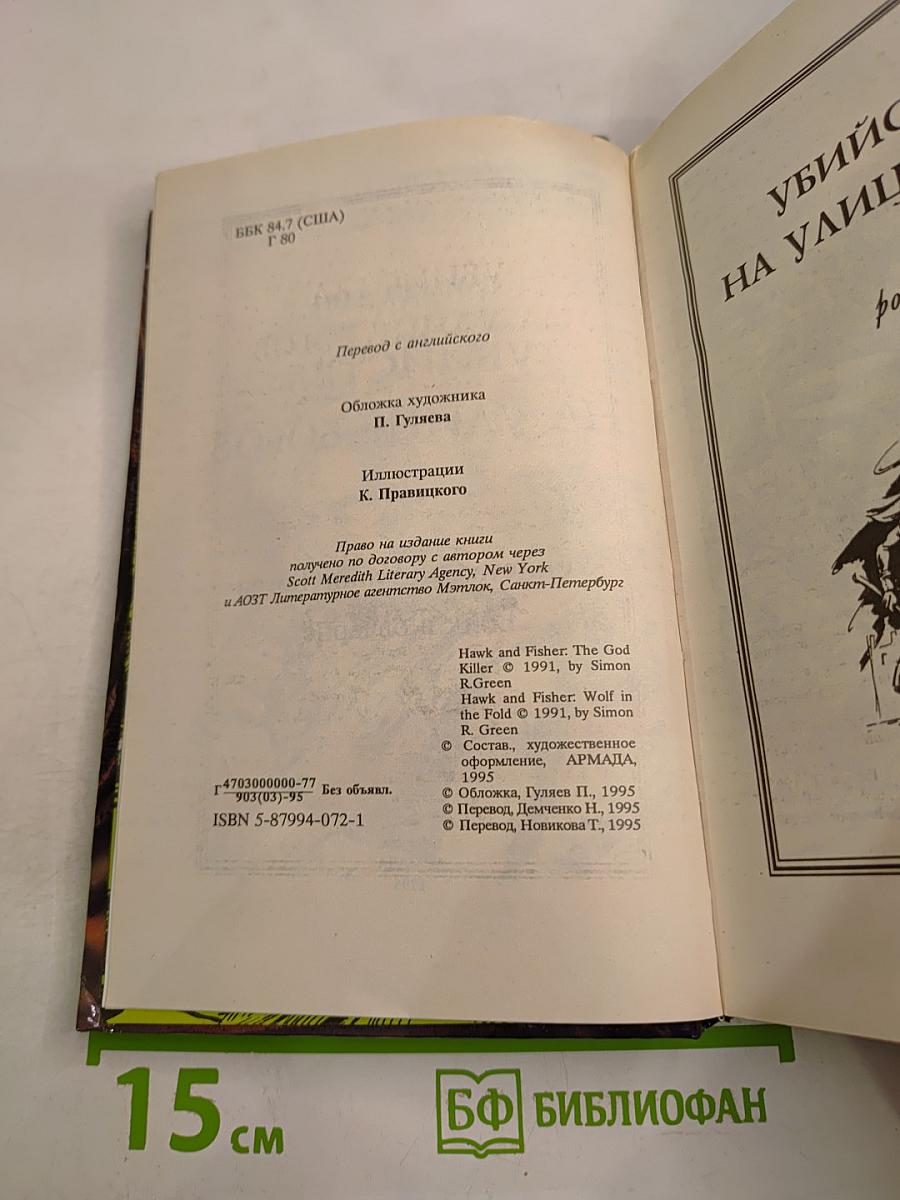 ББК 84.7 (США)
Г 80
Перевод с английского
Обложка художника
П. Гуляева
Иллюстрации
К. Правицкого
Право на издание книги
получено по договору с автором через
Scott Meredith Literary Agency, New York
и АОЗТ Литературное агентство Мэтлок, Санкт-Петербург
Hawk and Fisher: The God
Killer © 1991, by Simon
R.Green
Hawk and Fisher: Wolf in
the Fold © 1991, by Simon
R. Green
© Состав., художественное
оформление, АРМАДА,
1995
© Обложка, Гуляев П., 1995
© Перевод, Демченко Н., 1995
© Перевод, Новикова Т., 1995
Г 4703000000-77
903(03)-95 Без объявл.
ISBN 5-87994-072-1
УБИЙС
НА УЛИЦ
ро
15 см
БФ БИБЛИОФАН